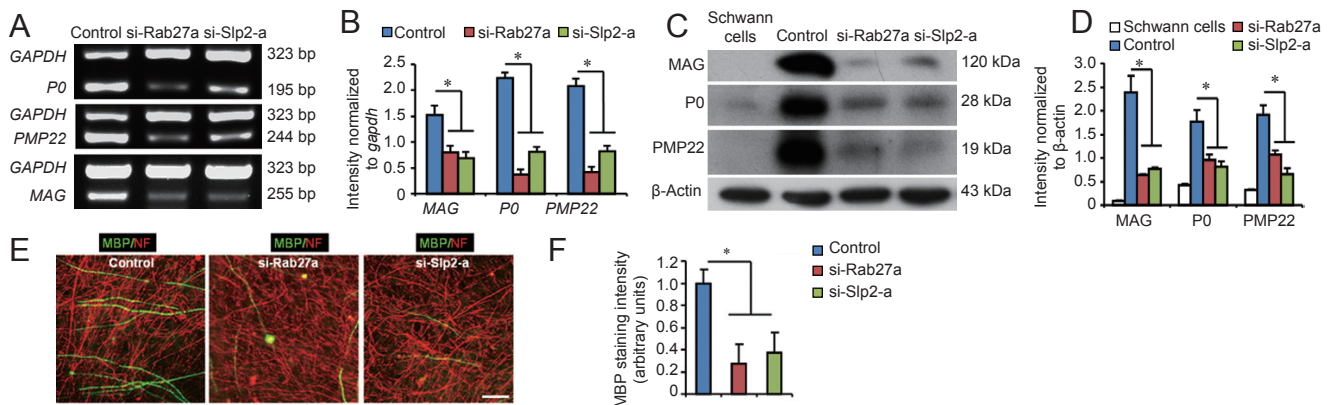 A
Control si-Rab27a si-Slp2-a
GAPDH 323 bp
P0 195 bp
GAPDH 323 bp
PMP22 244 bp
GAPDH 323 bp
MAG 255 bp
B
Control si-Rab27a si-Slp2-a
Intensity normalized
to gapdh
2.5
2.0
1.5
1.0
0.5
0
* * *
MAG P0 PMP22
C
Schwann
cells Control si-Rab27a si-Slp2-a
MAG 120 kDa
P0 28 kDa
PMP22 19 kDa
β-Actin 43 kDa
D
Schwann cells si-Rab27a
Control si-Slp2-a
Intensity normalized
to β-actin
3.0
2.5
2.0
1.5
1.0
0.5
0
* * *
MAG P0 PMP22
E
MBP/NF MBP/NF MBP/NF
Control si-Rab27a si-Slp2-a
F
Control
si-Rab27a
si-Slp2-a
MBP staining intensity
(arbitrary units)
1.2
1.0
0.8
0.6
0.4
0.2
0
*